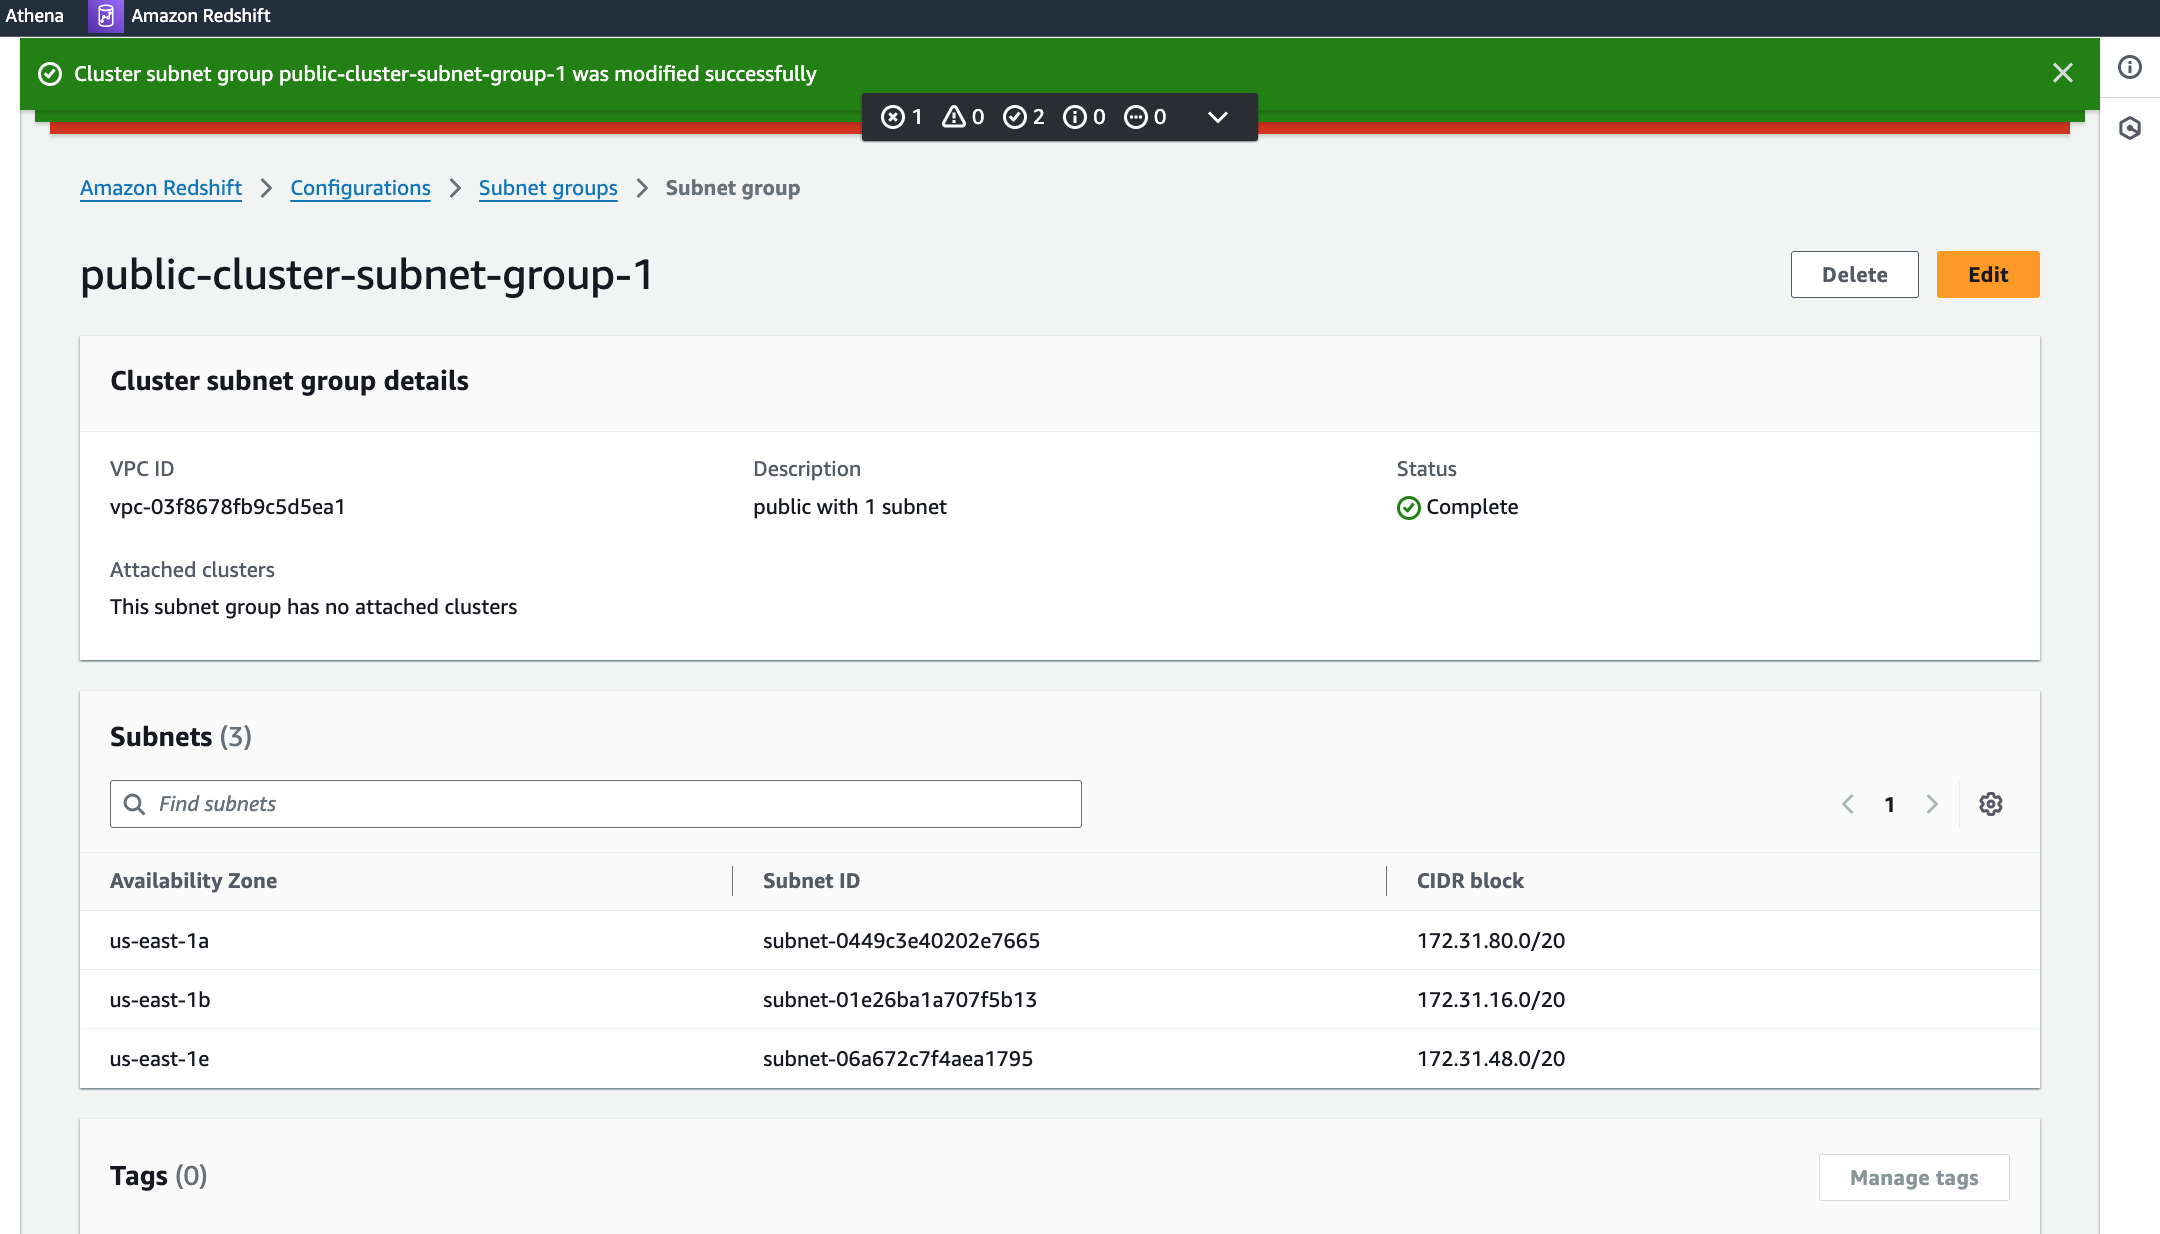 Athena Amazon Redshift
Cluster subnet group public-cluster-subnet-group-1 was modified successfully
1 0 2 0 0
Amazon Redshift Configurations Subnet groups Subnet group
public-cluster-subnet-group-1 Delete Edit
Cluster subnet group details
VPC ID Description Status
vpc-03f8678fb9c5d5ea1 public with 1 subnet Complete
Attached clusters
This subnet group has no attached clusters
Subnets (3)
Find subnets 1
Availability Zone Subnet ID CIDR block
us-east-1a subnet-0449c3e40202e7665 172.31.80.0/20
us-east-1b subnet-01e26ba1a707f5b13 172.31.16.0/20
us-east-1e subnet-06a672c7f4aea1795 172.31.48.0/20
Tags (0) Manage tags